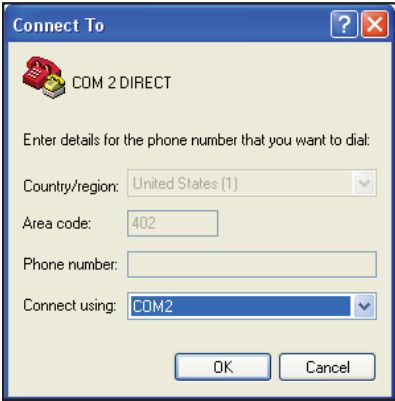 Connect To
COM 2 DIRECT
Enter details for the phone number that you want to dial:
Country/region: United States (1)
Area code: 402
Phone number:
Connect using: COM2
OK Cancel